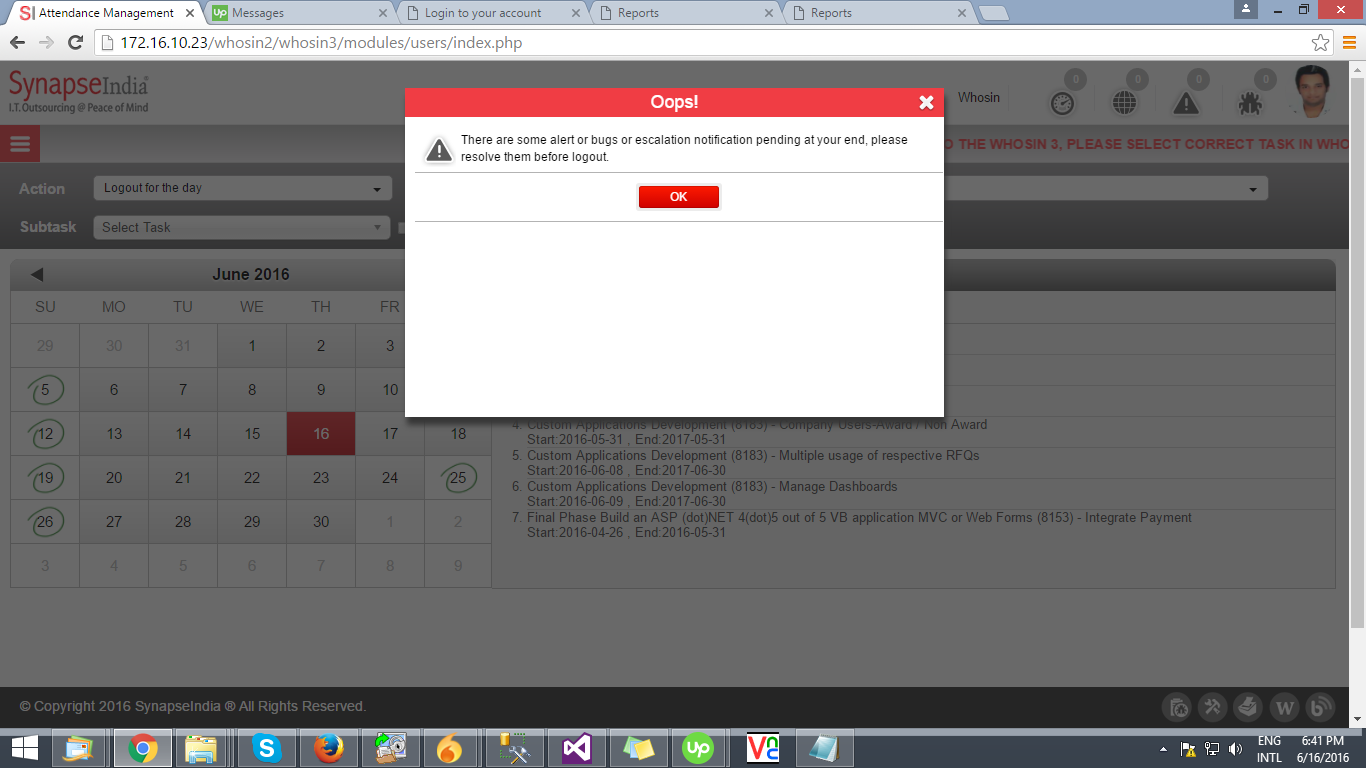 Attendance Management
Messages
Login to your account
Reports
Reports
172.16.10.23/whosin2/whosin3/modules/users/index.php
SynapseIndia
I.T. Outsourcing @ Peace of Mind
Whosin
0
0
0
0
Oops!
There are some alert or bugs or escalation notification pending at your end, please
resolve them before logout.
OK
THE WHOSIN 3, PLEASE SELECT CORRECT TASK IN WHO
Action
Logout for the day
Subtask
Select Task
June 2016
SU MO TU WE TH FR
29 30 31 1 2 3
5 6 7 8 9 10
12 13 14 15 16 17 18
19 20 21 22 23 24 25
26 27 28 29 30 1 2
3 4 5 6 7 8 9
4. Custom Applications Development (8183) - Company Users-Award / Non Award
Start:2016-05-31 , End:2017-05-31
5. Custom Applications Development (8183) - Multiple usage of respective RFQs
Start:2016-06-08 , End:2017-06-30
6. Custom Applications Development (8183) - Manage Dashboards
Start:2016-06-09 , End:2017-06-30
7. Final Phase Build an ASP (dot)NET 4(dot)5 out of 5 VB application MVC or Web Forms (8153) - Integrate Payment
Start:2016-04-26 , End:2016-05-31
© Copyright 2016 SynapseIndia ® All Rights Reserved.
ENG
INTL
6:41 PM
6/16/2016